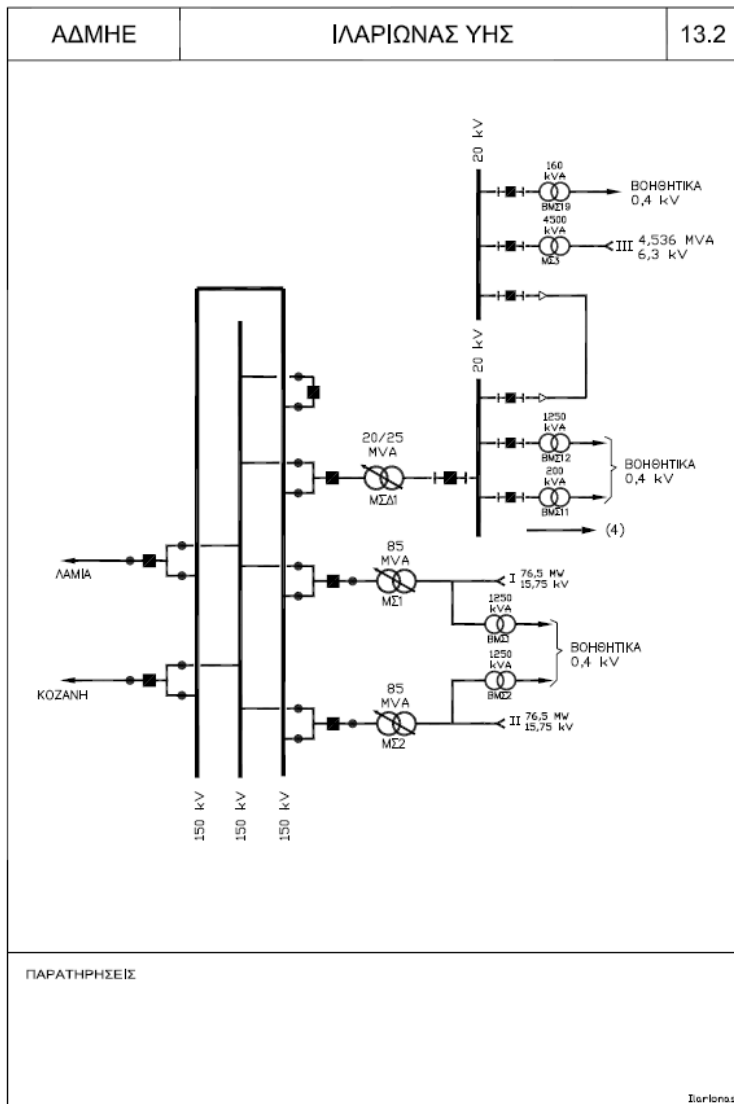 ΑΔΜΗΕ
ΙΛΑΡΙΩΝΑΣ ΥΗΣ
13.2
20 kV
160
kVA
ΒΜΣ19
ΒΟΗΘΗΤΙΚΑ
0,4 kV
4500
kVA
ΜΣ3
III 4,536 MVA
6,3 kV
20 kV
1250
kVA
ΒΜΣ12
200
kVA
ΒΜΣ11
ΒΟΗΘΗΤΙΚΑ
0,4 kV
(4)
20/25
MVA
ΜΣΔ1
ΛΑΜΙΑ
85
MVA
ΜΣ1
I 76,5 MW
15,75 kV
1250
kVA
ΒΜΣ1
ΒΟΗΘΗΤΙΚΑ
0,4 kV
1250
kVA
ΒΜΣ2
ΚΟΖΑΝΗ
85
MVA
ΜΣ2
II 76,5 MW
15,75 kV
150 kV
150 kV
150 kV
ΠΑΡΑΤΗΡΗΣΕΙΣ
Ilarionas